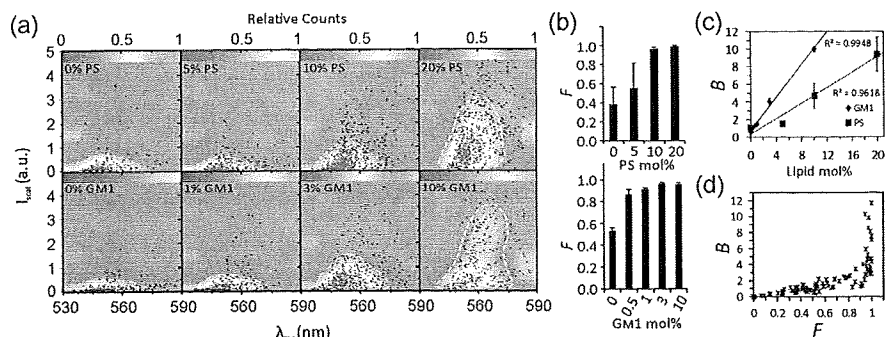 (a)
Relative Counts
0 0.5 1 0 0.5 1 0 0.5 1 0 0.5 1
0% PS 5% PS 10% PS 20% PS
5
4
3
2
1
0
0% GM1 1% GM1 3% GM1 10% GM1
4
3
2
1
0
I (a.u.)
530 560 590 560 590 560 590 560 590
λ (nm)
(b)
F
1.0
0.8
0.6
0.4
0.2
0.0
0 5 10 20
PS mol%
F
1.0
0.8
0.6
0.4
0.2
0.0
0 0.5 1 3 10
GM1 mol%
(c)
B
12
10
8
6
4
2
0
R² = 0.9948
R² = 0.9618
GM1
PS
0 4 8 12 16 20
Lipid mol%
(d)
B
12
10
8
6
4
2
0
0 0.2 0.4 0.6 0.8 1
F